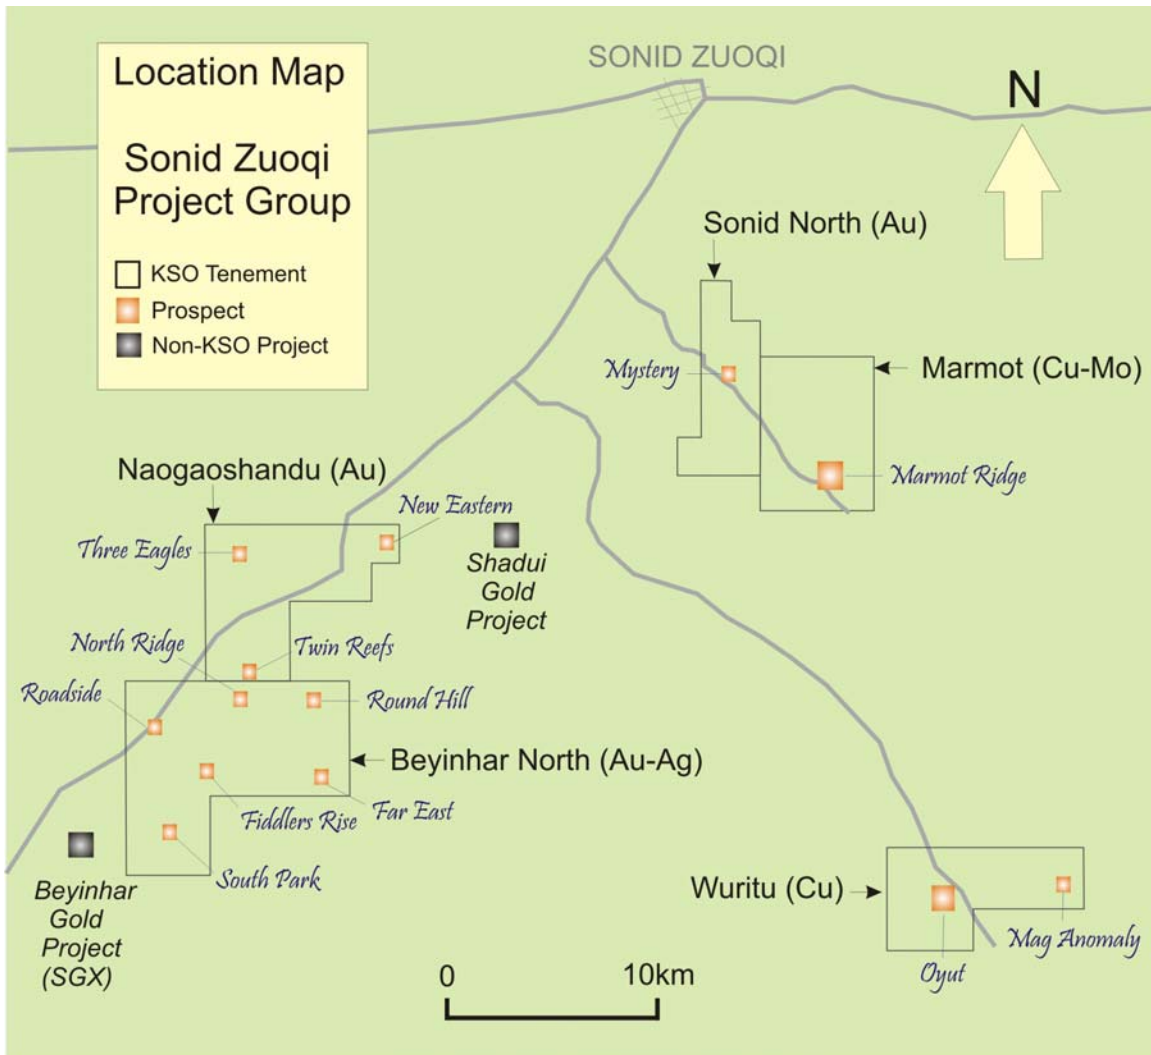 Location Map
Sonid Zuoqi
Project Group
KSO Tenement
Prospect
Non-KSO Project
SONID ZUOQI
N
Sonid North (Au)
Mystery
Marmot (Cu-Mo)
Marmot Ridge
Naogaoshandu (Au)
New Eastern
Three Eagles
Shadui
Gold
Project
North Ridge
Twin Reefs
Roadside
Round Hill
Beyinhar North (Au-Ag)
Fiddlers Rise
Far East
South Park
Beyinhar
Gold
Project
(SGX)
Wuritu (Cu)
Mag Anomaly
Oyut
0
10km